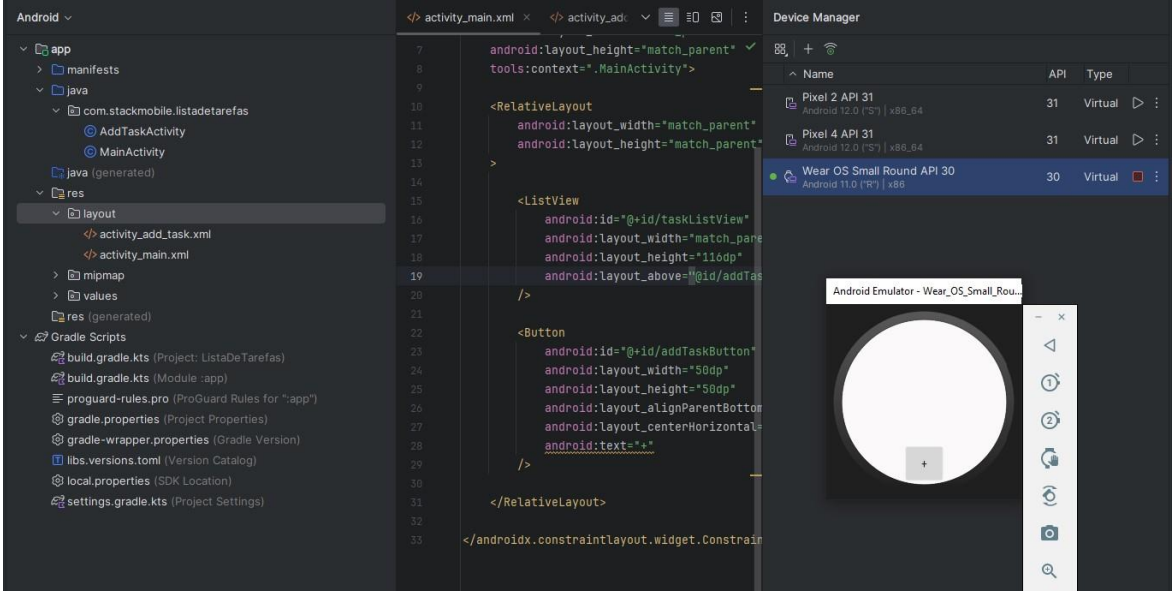 Android
app
manifests
java
com.stackmobile.listadetarefas
AddTaskActivity
MainActivity
java (generated)
res
layout
activity_add_task.xml
activity_main.xml
mipmap
values
res (generated)
Gradle Scripts
build.gradle.kts (Project: ListaDeTarefas)
build.gradle.kts (Module :app)
proguard-rules.pro (ProGuard Rules for ":app")
gradle.properties (Project Properties)
gradle-wrapper.properties (Gradle Version)
libs.versions.toml (Version Catalog)
local.properties (SDK Location)
settings.gradle.kts (Project Settings)
activity_main.xml activity_add
7 android:layout_height="match_parent"
8 tools:context=".MainActivity">
9
10 <RelativeLayout
11 android:layout_width="match_parent"
12 android:layout_height="match_parent"
13 >
14
15 <ListView
16 android:id="@+id/taskListView"
17 android:layout_width="match_pare
18 android:layout_height="116dp"
19 android:layout_above="@id/addTas
20 />
21
22 <Button
23 android:id="@+id/addTaskButton"
24 android:layout_width="50dp"
25 android:layout_height="50dp"
26 android:layout_alignParentBottom
27 android:layout_centerHorizontal=
28 android:text="+"
29 />
30
31 </RelativeLayout>
32
33 </androidx.constraintlayout.widget.Constrain
Device Manager
Name API Type
Pixel 2 API 31 31 Virtual
Android 12.0 ("S") | x86_64
Pixel 4 API 31 31 Virtual
Android 12.0 ("S") | x86_64
Wear OS Small Round API 30 30 Virtual
Android 11.0 ("R") | x86
Android Emulator - Wear_OS_Small_Rou...
+
1
2